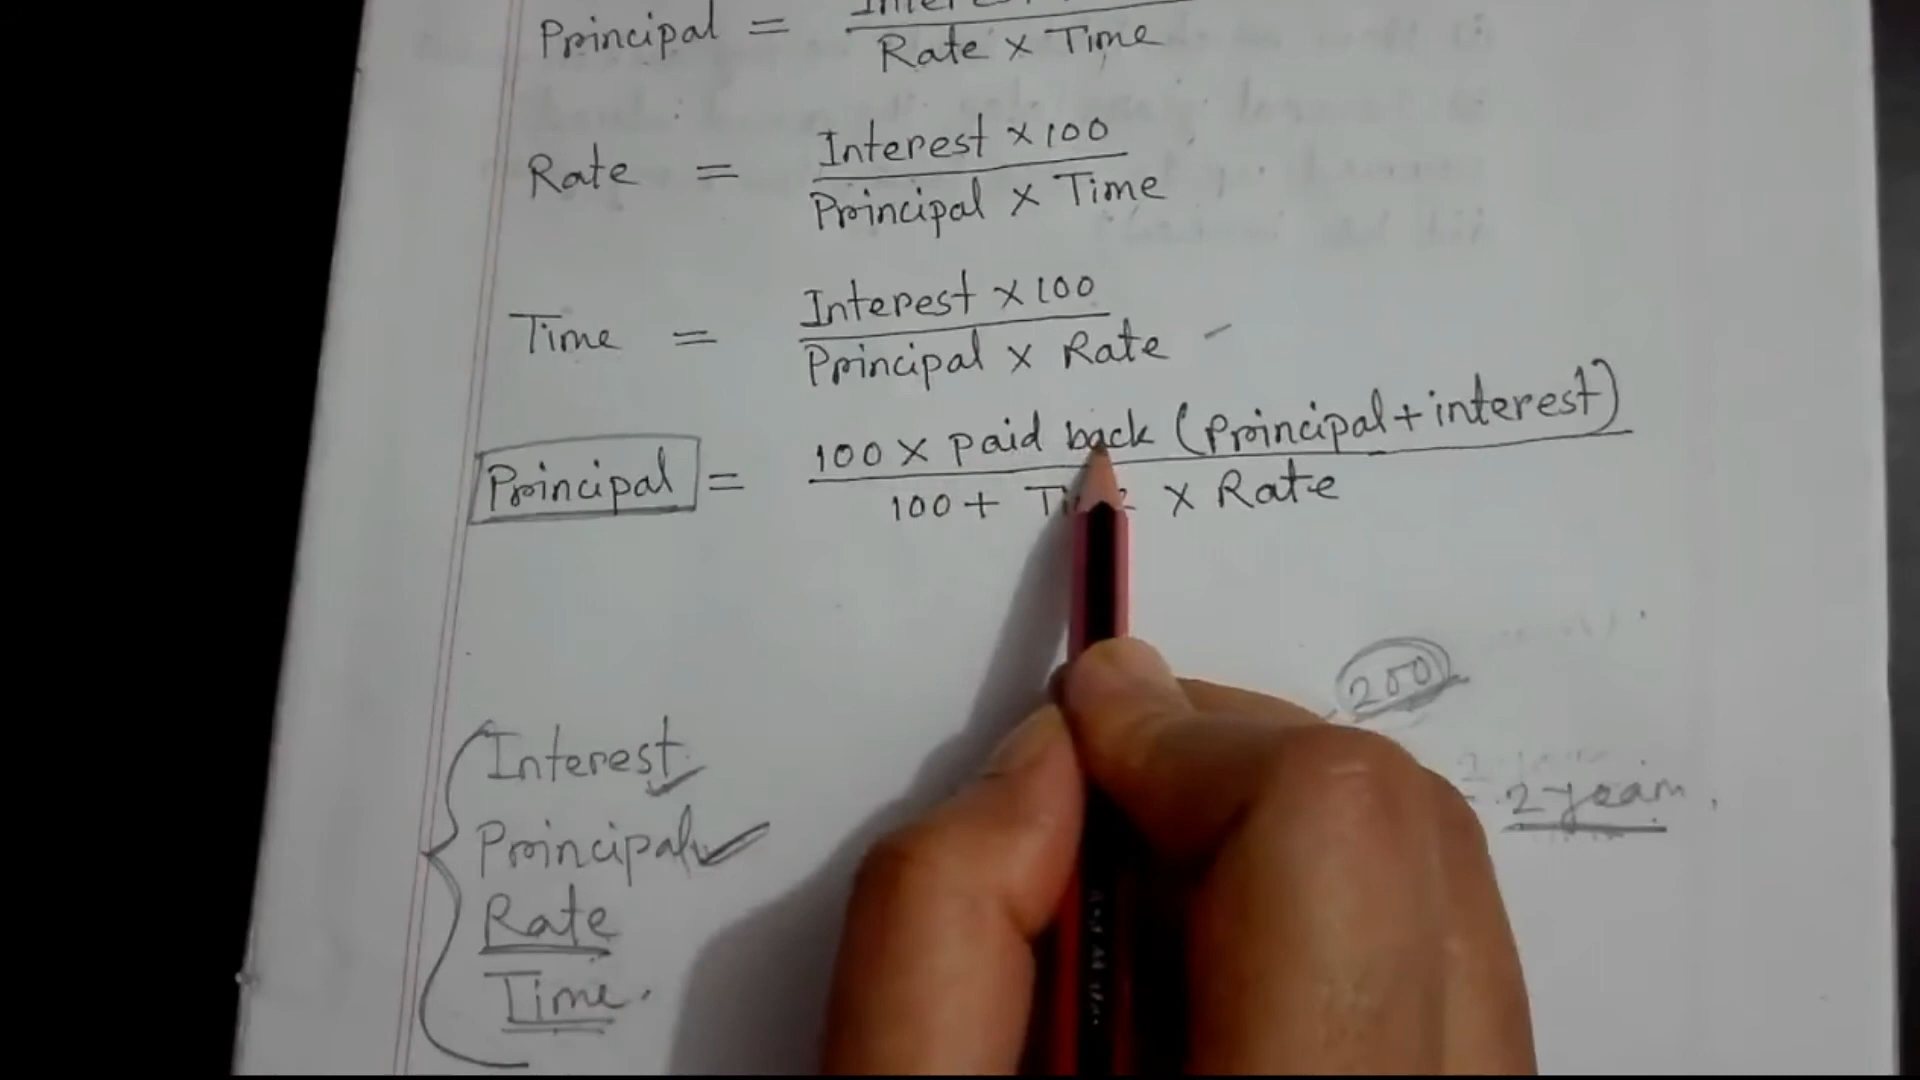 Principal =
Rate × Time
Rate = Interest × 100
Principal × Time
Time = Interest × 100
Principal × Rate
Principal = 100 × paid back (principal + interest)
100 + × Rate
200
Interest
Principal
Rate
Time.
= 2 year